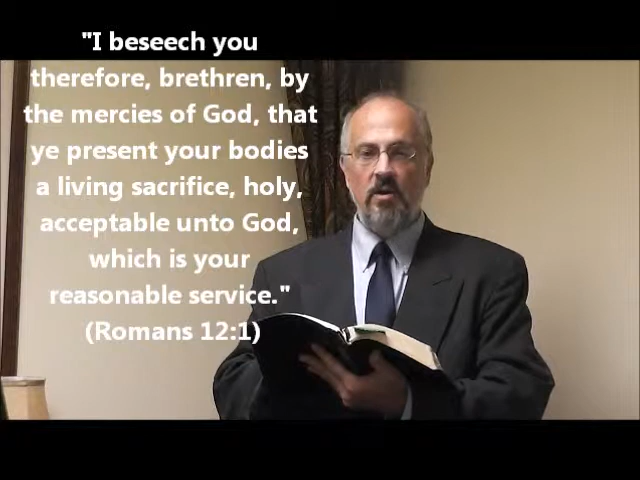 "I beseech you
therefore, brethren, by
the mercies of God, that
ye present your bodies
a living sacrifice, holy,
acceptable unto God,
which is your
reasonable service."
(Romans 12:1)